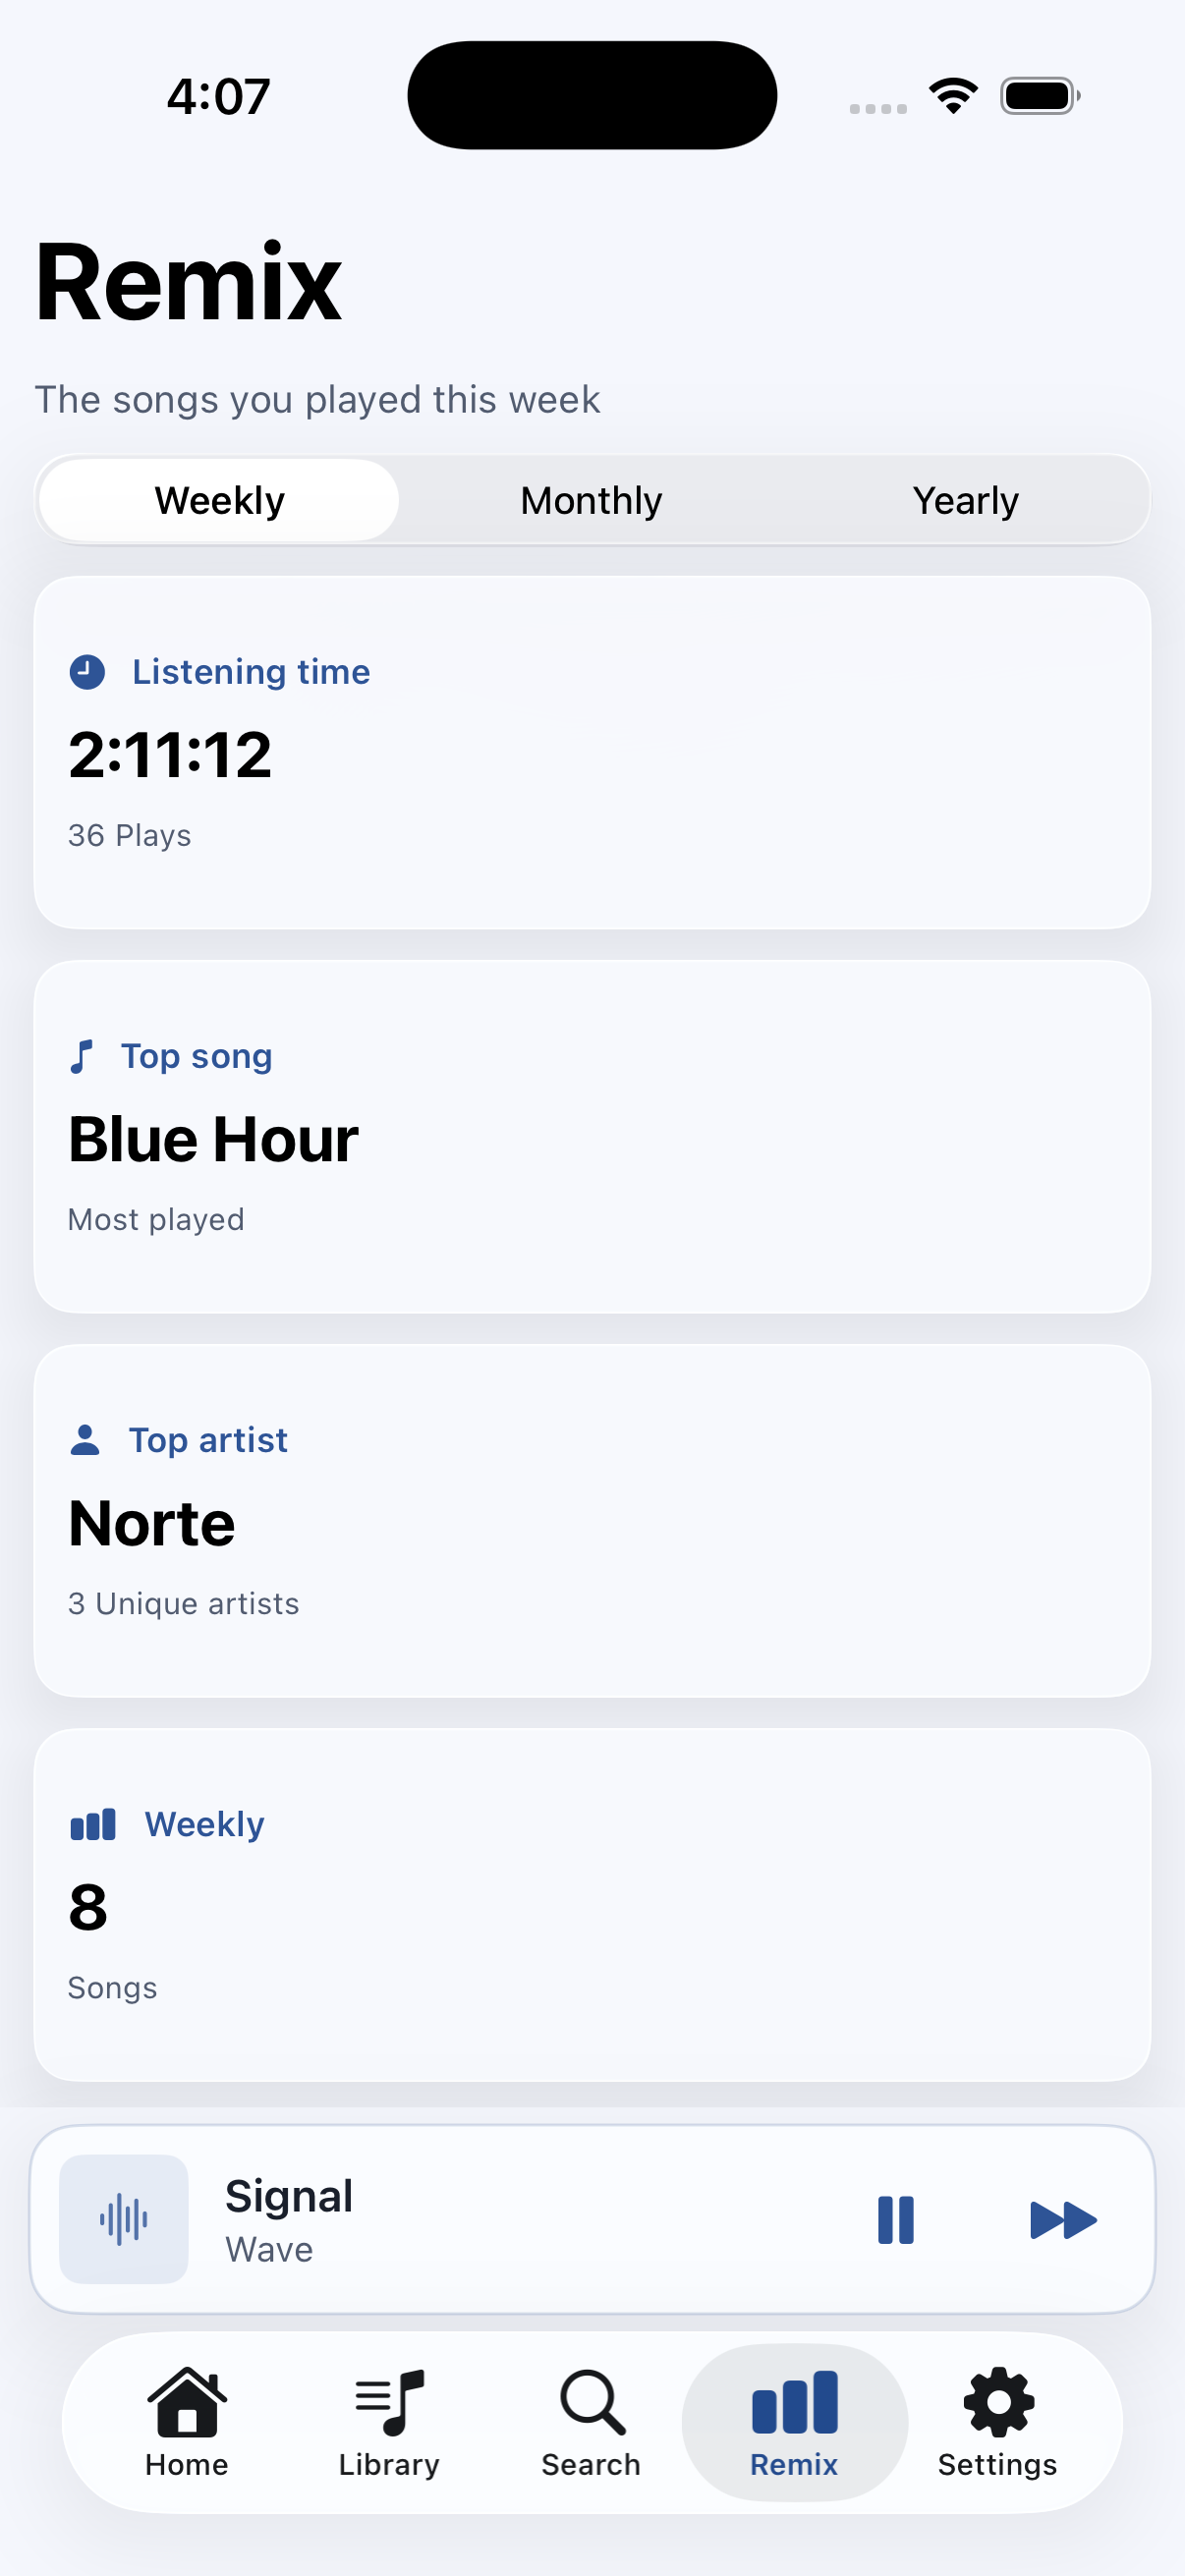 4:07
Remix
The songs you played this week
Weekly
Monthly
Yearly
Listening time
2:11:12
36 Plays
Top song
Blue Hour
Most played
Top artist
Norte
3 Unique artists
Weekly
8
Songs
Signal
Wave
Home
Library
Search
Remix
Settings